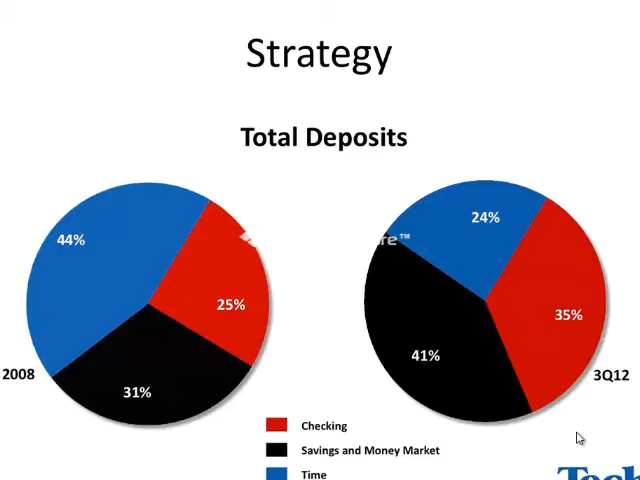 Strategy
Total Deposits
44%
25%
31%
2008
24%
35%
41%
3Q12
Checking
Savings and Money Market
Time